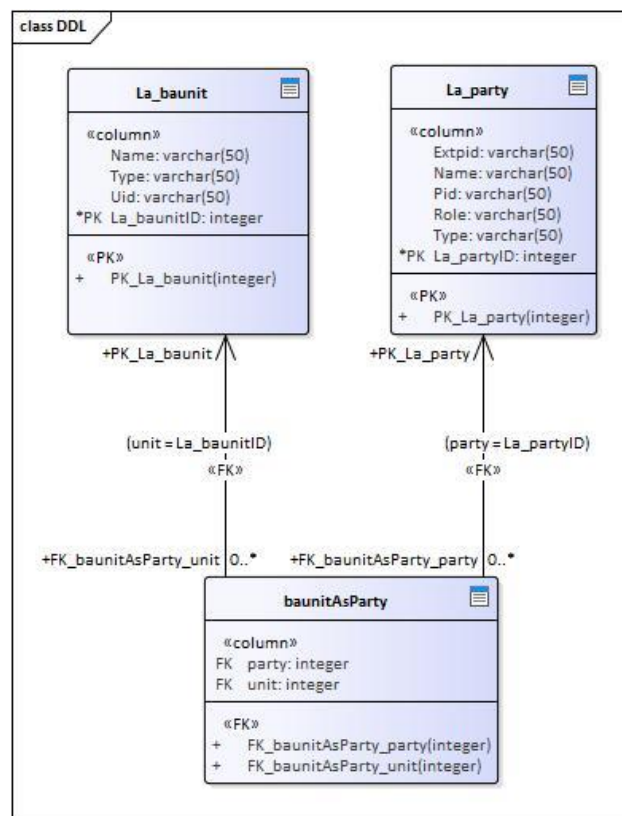 class DDL
La_baunit
«column»
Name: varchar(50)
Type: varchar(50)
Uid: varchar(50)
*PK La_baunitID: integer
«PK»
+ PK_La_baunit(integer)
La_party
«column»
Extpid: varchar(50)
Name: varchar(50)
Pid: varchar(50)
Role: varchar(50)
Type: varchar(50)
*PK La_partyID: integer
«PK»
+ PK_La_party(integer)
+PK_La_baunit
+PK_La_party
(unit = La_baunitID)
«FK»
(party = La_partyID)
«FK»
+FK_baunitAsParty_unit 0..*
+FK_baunitAsParty_party 0..*
baunitAsParty
«column»
FK party: integer
FK unit: integer
«FK»
+ FK_baunitAsParty_party(integer)
+ FK_baunitAsParty_unit(integer)